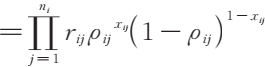 $= \prod_{j=1}^{n_i} r_{ij} \rho_{ij}^{x_{ij}} (1 - \rho_{ij})^{1 - x_{ij}}$